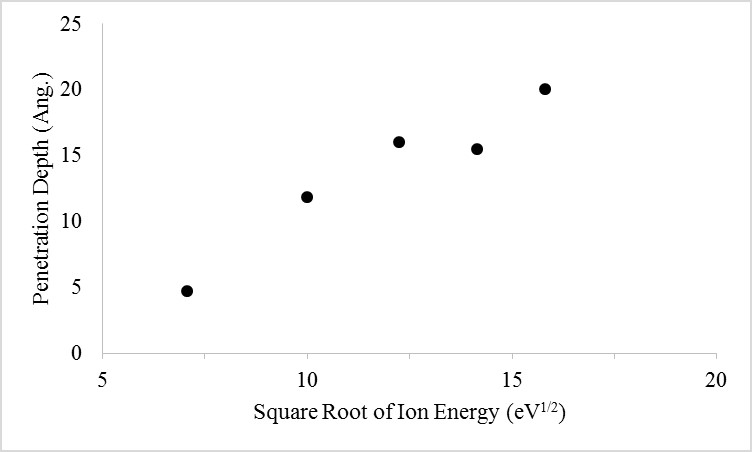 25
20
15
10
5
0
Penetration Depth (Ang.)
5 10 15 20
Square Root of Ion Energy (eV1/2)